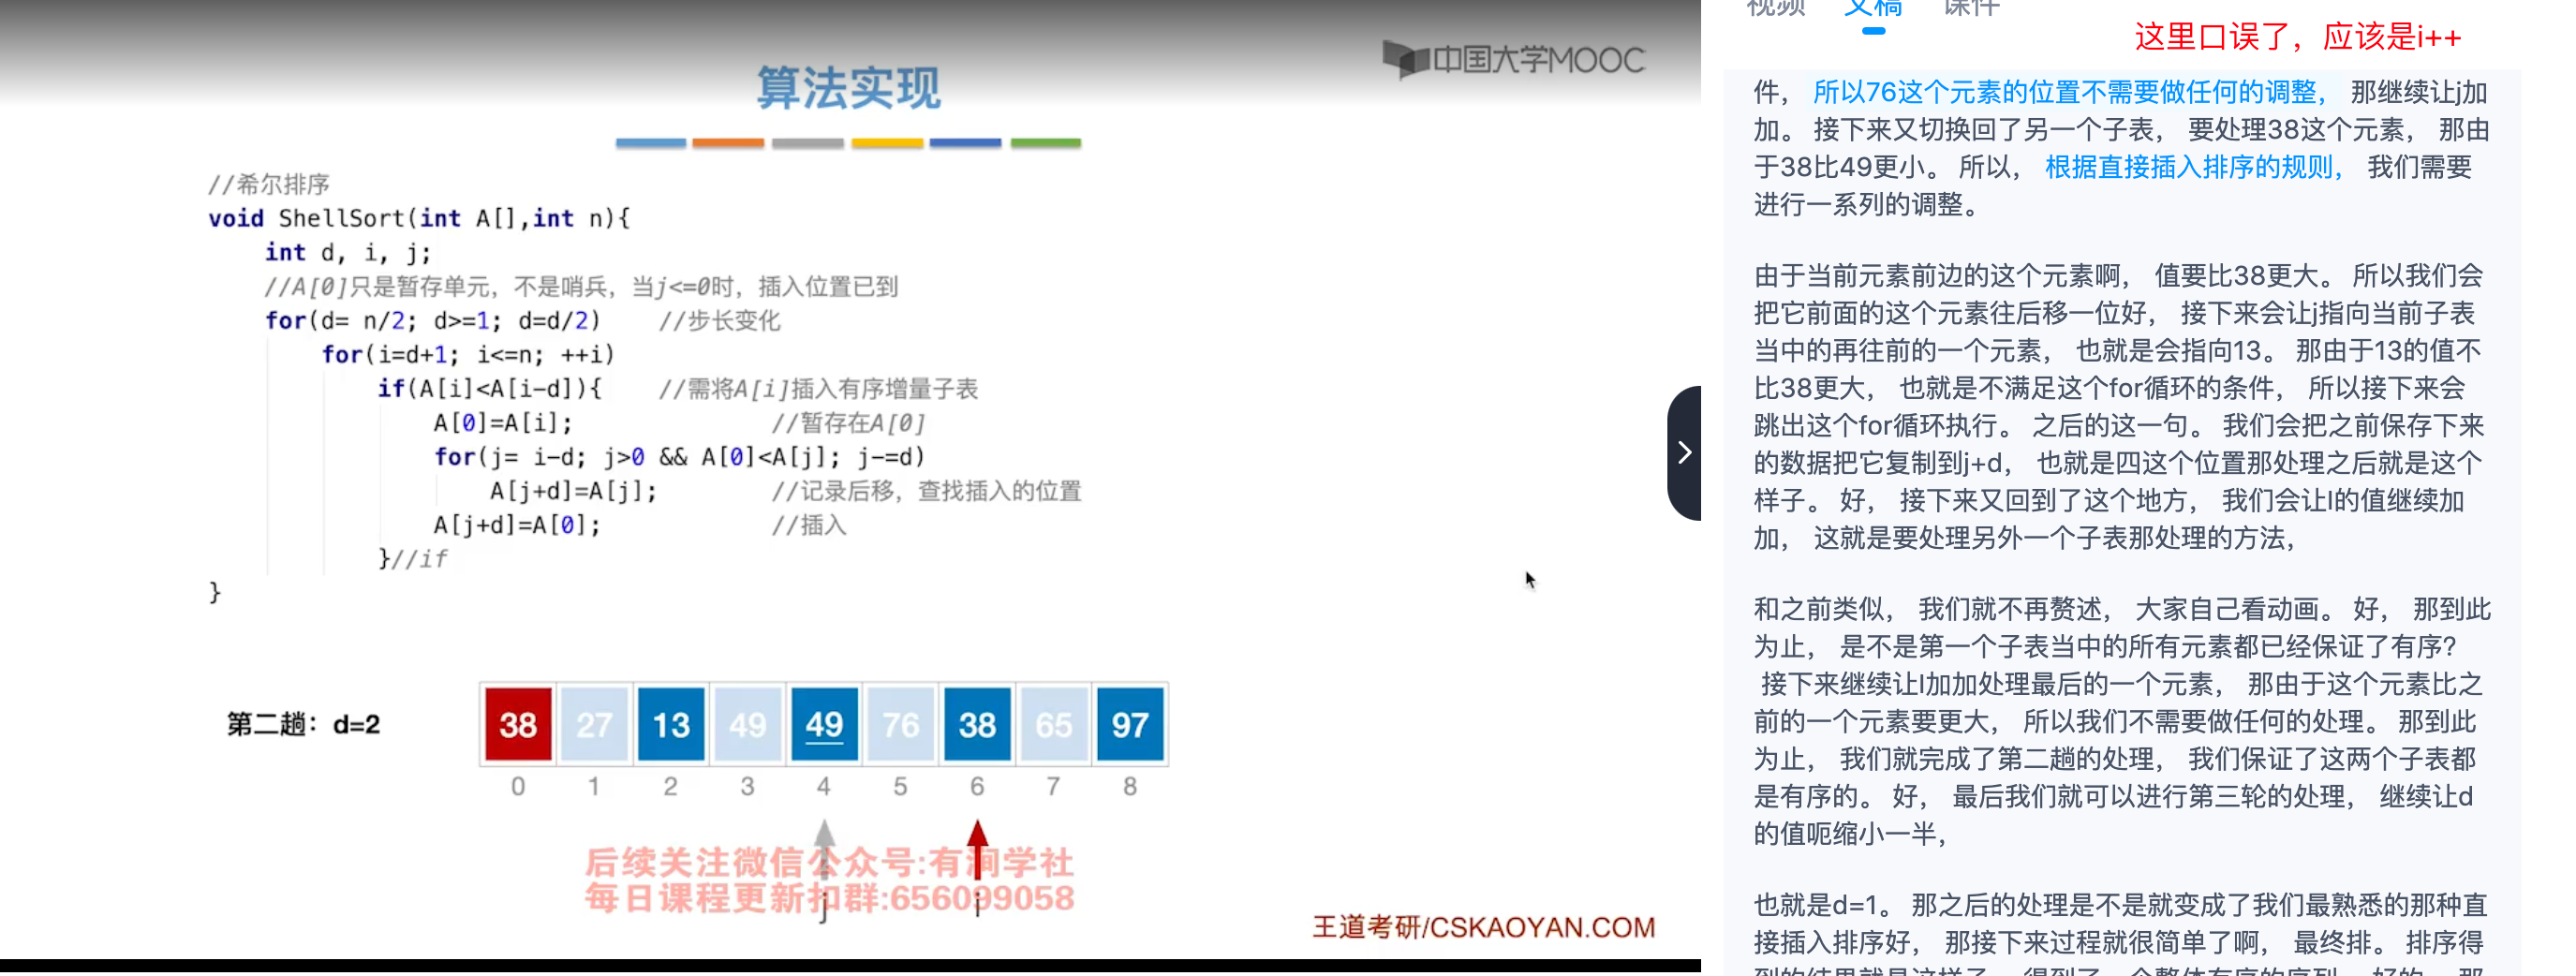 中国大学MOOC
算法实现
//希尔排序
void ShellSort(int A[],int n){
int d, i, j;
//A[0]只是暂存单元，不是哨兵，当j<=0时，插入位置已到
for(d= n/2; d>=1; d=d/2) //步长变化
for(i=d+1; i<=n; ++i)
if(A[i]<A[i-d]){ //需将A[i]插入有序增量子表
A[0]=A[i]; //暂存在A[0]
for(j= i-d; j>0 && A[0]<A[j]; j-=d)
A[j+d]=A[j]; //记录后移，查找插入的位置
A[j+d]=A[0]; //插入
}//if
}
第二趟：d=2
38 27 13 49 49 76 38 65 97
0 1 2 3 4 5 6 7 8
后续关注微信公众号:有涧学社
每日课程更新扣群:656099058
j i
王道考研/CSKAOYAN.COM
视频 文稿 课件
这里口误了，应该是i++
件， 所以76这个元素的位置不需要做任何的调整， 那继续让j加
加。 接下来又切换回了另一个子表， 要处理38这个元素， 那由
于38比49更小。 所以， 根据直接插入排序的规则， 我们需要
进行一系列的调整。
由于当前元素前边的这个元素啊， 值要比38更大。 所以我们会
把它前面的这个元素往后移一位好， 接下来会让j指向当前子表
当中的再往前的一个元素， 也就是会指向13。 那由于13的值不
比38更大， 也就是不满足这个for循环的条件， 所以接下来会
跳出这个for循环执行。 之后的这一句。 我们会把之前保存下来
的数据把它复制到j+d， 也就是四这个位置那处理之后就是这个
样子。 好， 接下来又回到了这个地方， 我们会让I的值继续加
加， 这就是要处理另外一个子表那处理的方法，
和之前类似， 我们就不再赘述， 大家自己看动画。 好， 那到此
为止， 是不是第一个子表当中的所有元素都已经保证了有序?
接下来继续让I加加处理最后的一个元素， 那由于这个元素比之
前的一个元素要更大， 所以我们不需要做任何的处理。 那到此
为止， 我们就完成了第二趟的处理， 我们保证了这两个子表都
是有序的。 好， 最后我们就可以进行第三轮的处理， 继续让d
的值呃缩小一半，
也就是d=1。 那之后的处理是不是就变成了我们最熟悉的那种直
接插入排序好， 那接下来过程就很简单了啊， 最终排。 排序得
到的结果就是这样子， 得到了一个整体有序的序列。 好的， 那